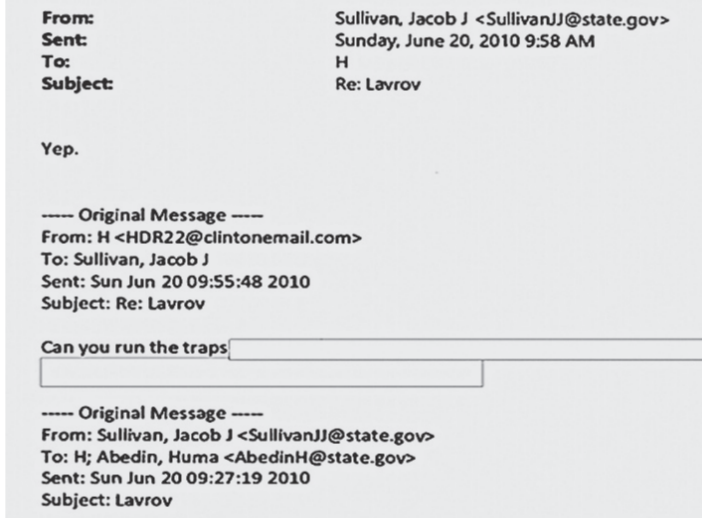 From: Sullivan, Jacob J <SullivanJJ@state.gov>
Sent: Sunday, June 20, 2010 9:58 AM
To: H
Subject: Re: Lavrov
Yep.
----- Original Message -----
From: H <HDR22@clintonemail.com>
To: Sullivan, Jacob J
Sent: Sun Jun 20 09:55:48 2010
Subject: Re: Lavrov
Can you run the traps
----- Original Message -----
From: Sullivan, Jacob J <SullivanJJ@state.gov>
To: H; Abedin, Huma <AbedinH@state.gov>
Sent: Sun Jun 20 09:27:19 2010
Subject: Lavrov